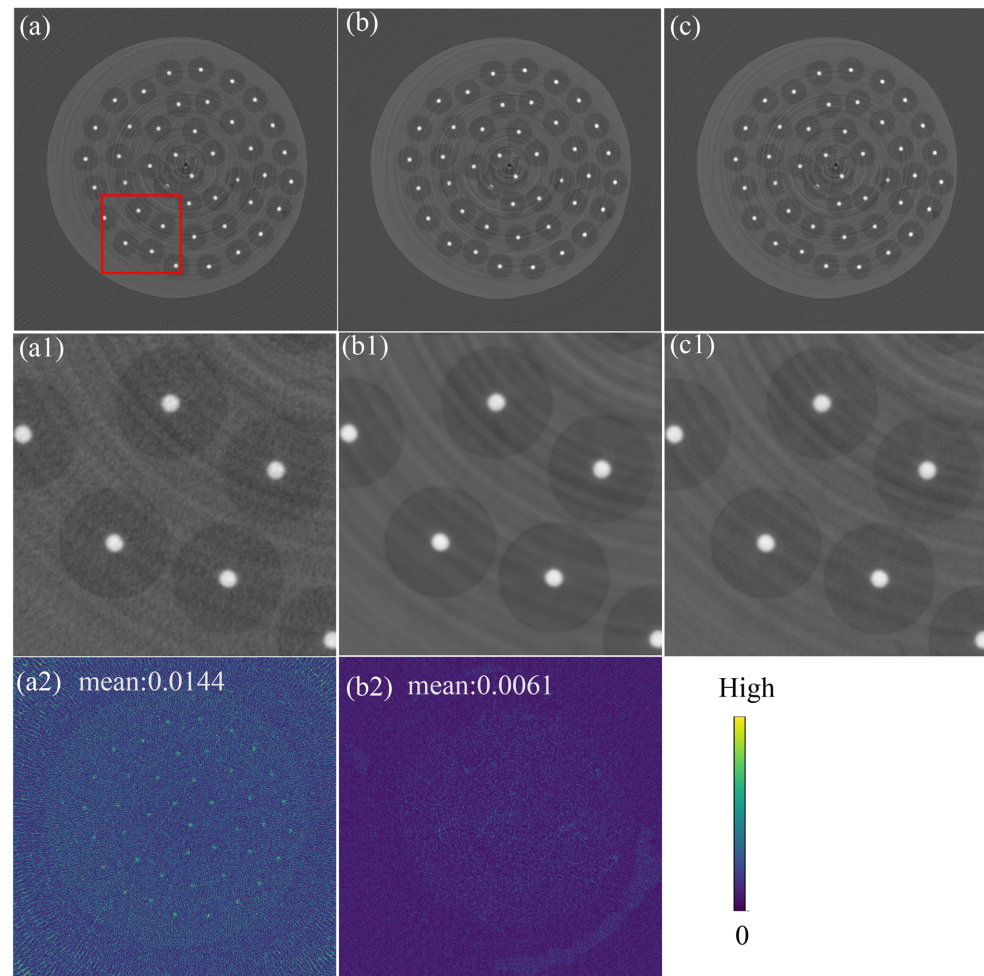 (a)
(b)
(c)
(a1)
(b1)
(c1)
(a2) mean:0.0144
(b2) mean:0.0061
High
0